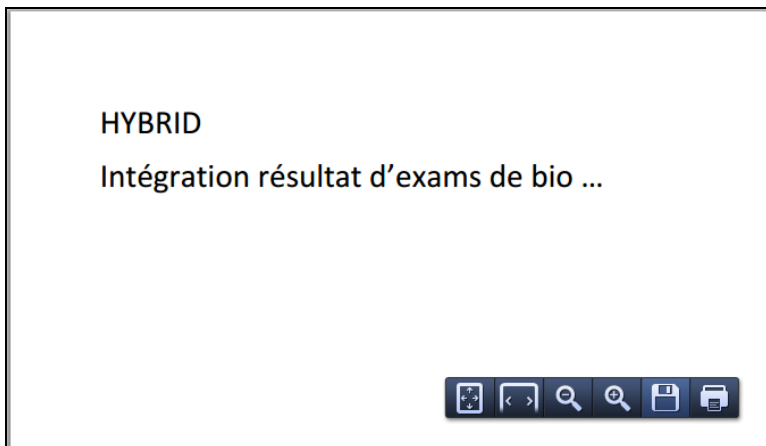 HYBRID
Intégration résultat d’exams de bio ...